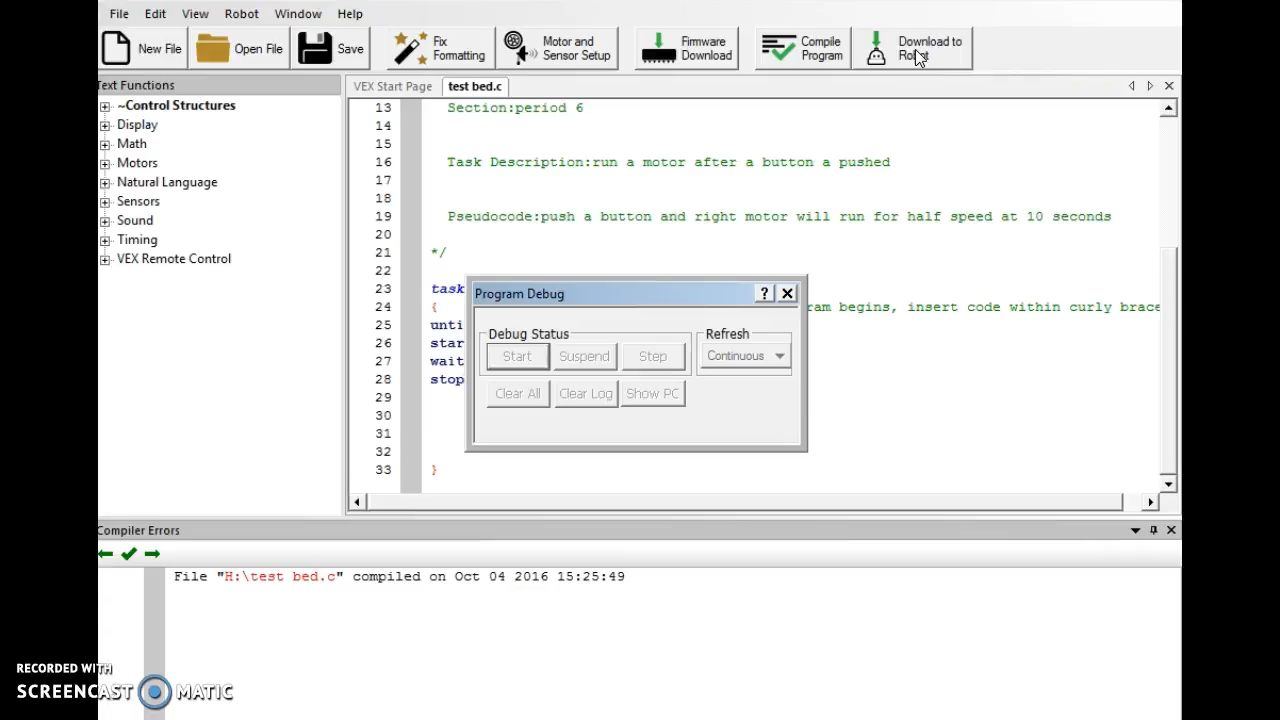 File Edit View Robot Window Help
New File Open File Save Fix Formatting Motor and Sensor Setup Firmware Download Compile Program Download to
Text Functions
VEX Start Page test bed.c
~Control Structures
Display
Math
Motors
Natural Language
Sensors
Sound
Timing
VEX Remote Control
13 Section:period 6
14
15
16 Task Description:run a motor after a button a pushed
17
18
19 Pseudocode:push a button and right motor will run for half speed at 10 seconds
20
21 */
22
23 task
24 { ram begins, insert code within curly brace
25 unti
26 star
27 wait
28 stop
29
30
31
32
33 }
Program Debug ?
Debug Status Refresh
Start Suspend Step Continuous
Clear All Clear Log Show PC
Compiler Errors
File "H:\test bed.c" compiled on Oct 04 2016 15:25:49
RECORDED WITH
SCREENCAST MATIC